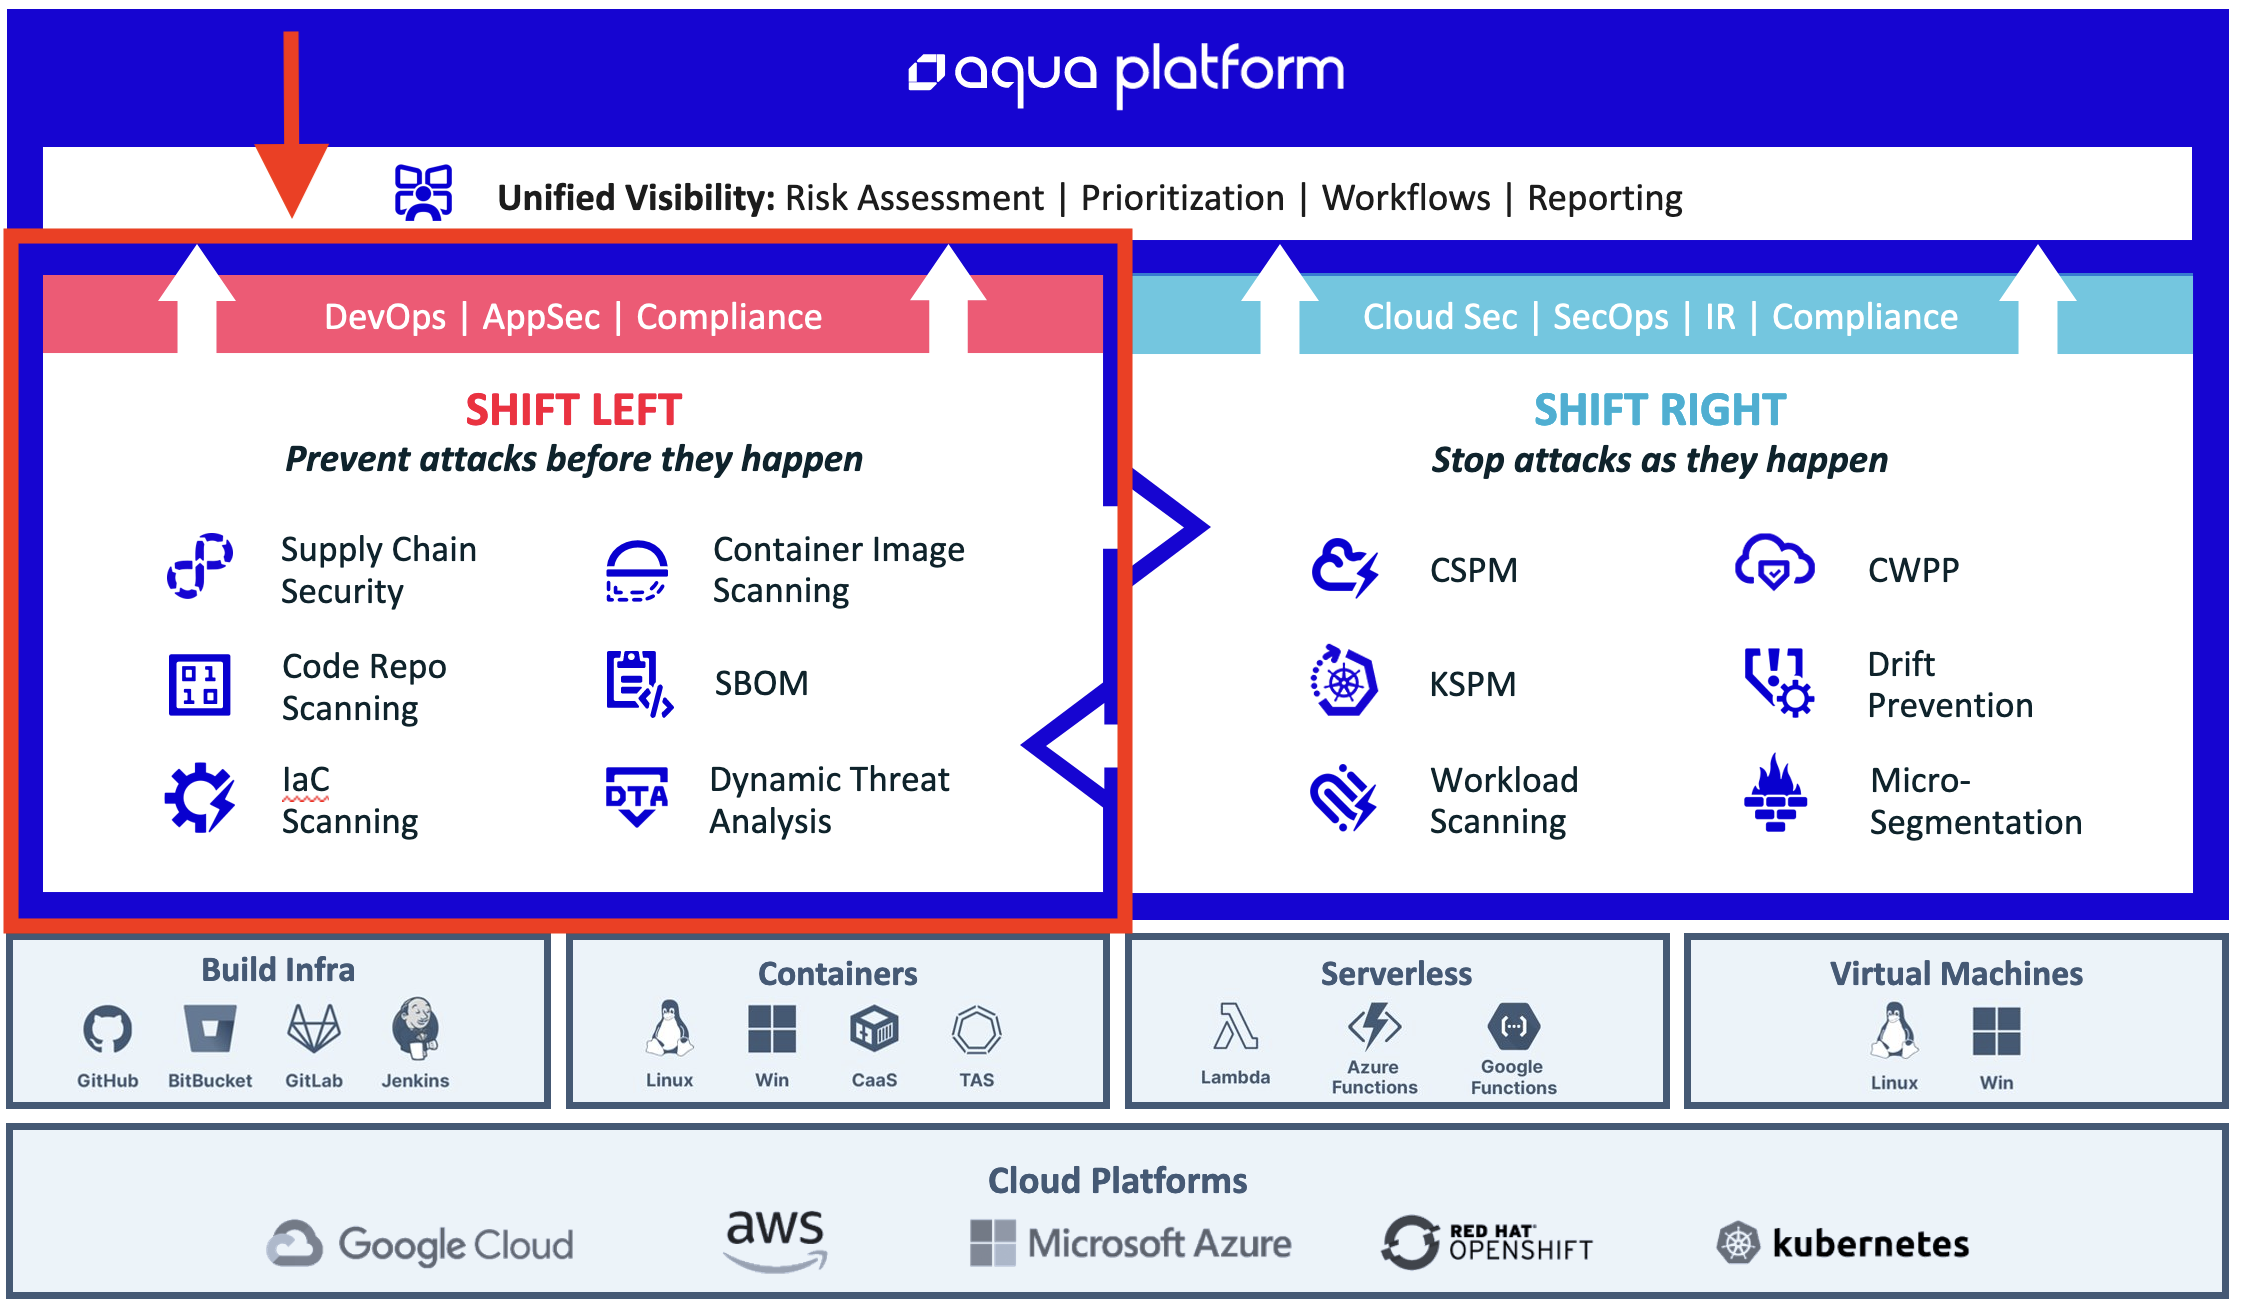 aqua platform
Unified Visibility: Risk Assessment | Prioritization | Workflows | Reporting
DevOps | AppSec | Compliance
SHIFT LEFT
Prevent attacks before they happen
Supply Chain
Security
Container Image
Scanning
Code Repo
Scanning
0 1
1 0
SBOM
</>
IaC
Scanning
DTA
Dynamic Threat
Analysis
Cloud Sec | SecOps | IR | Compliance
SHIFT RIGHT
Stop attacks as they happen
CSPM
CWPP
KSPM
Drift
Prevention
Workload
Scanning
Micro-
Segmentation
Build Infra
GitHub
BitBucket
GitLab
Jenkins
Containers
Linux
Win
CaaS
TAS
Serverless
Lambda
Azure
Functions
Google
Functions
Virtual Machines
Linux
Win
Cloud Platforms
Google Cloud
aws
Microsoft Azure
RED HAT
OPENSHIFT
kubernetes